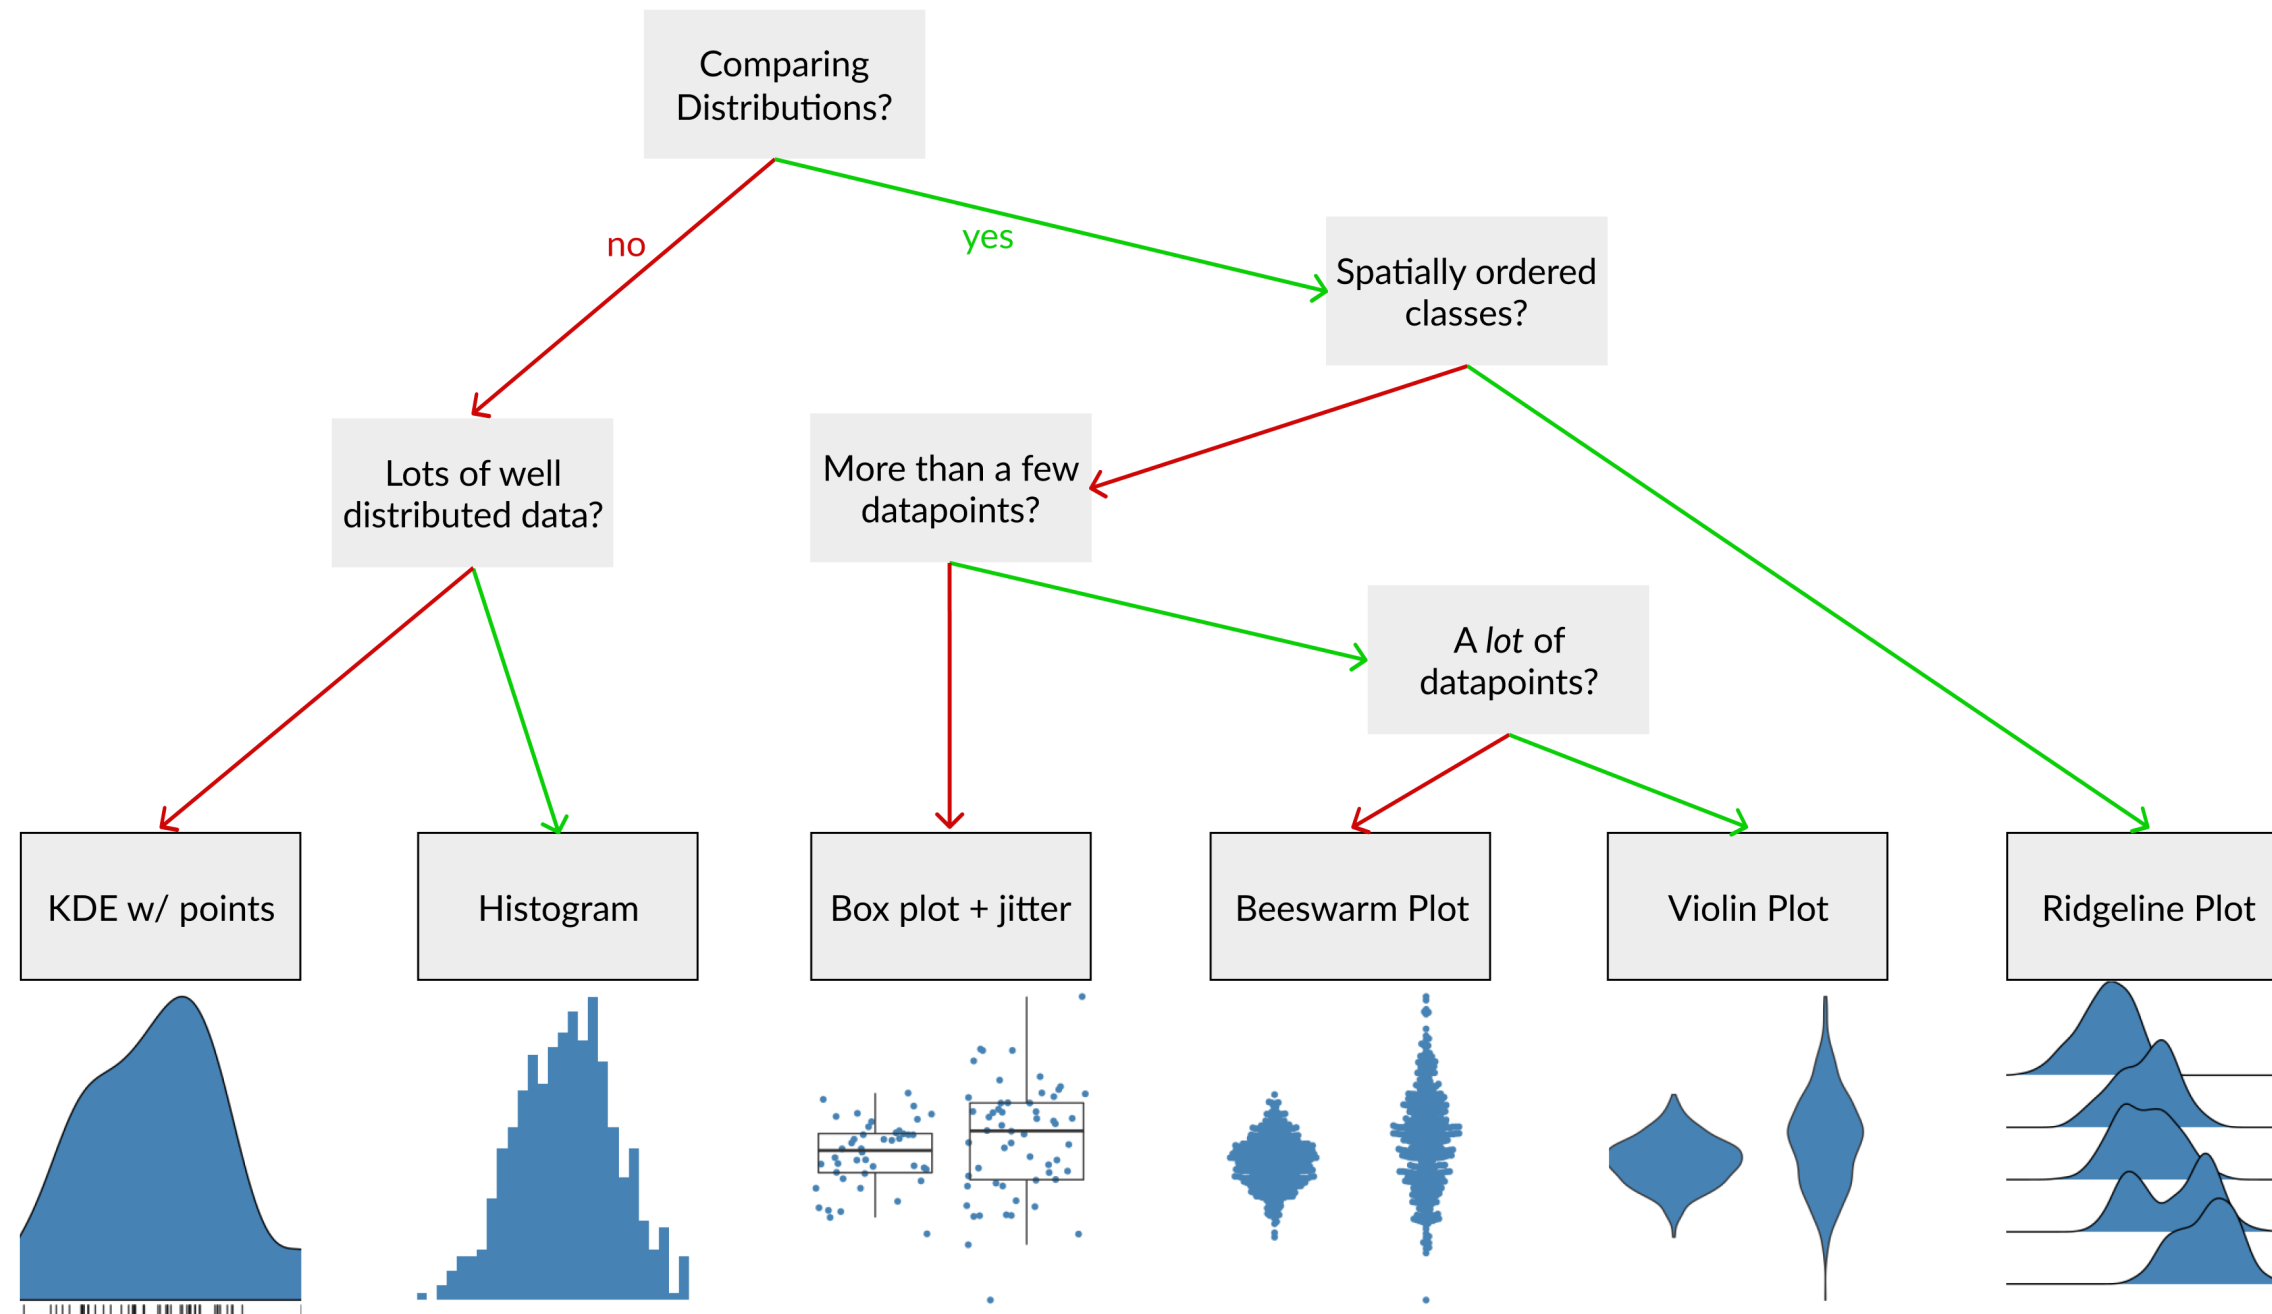 Comparing
Distributions?
no
yes
Spatially ordered
classes?
Lots of well
distributed data?
More than a few
datapoints?
A lot of
datapoints?
KDE w/ points
Histogram
Box plot + jitter
Beeswarm Plot
Violin Plot
Ridgeline Plot